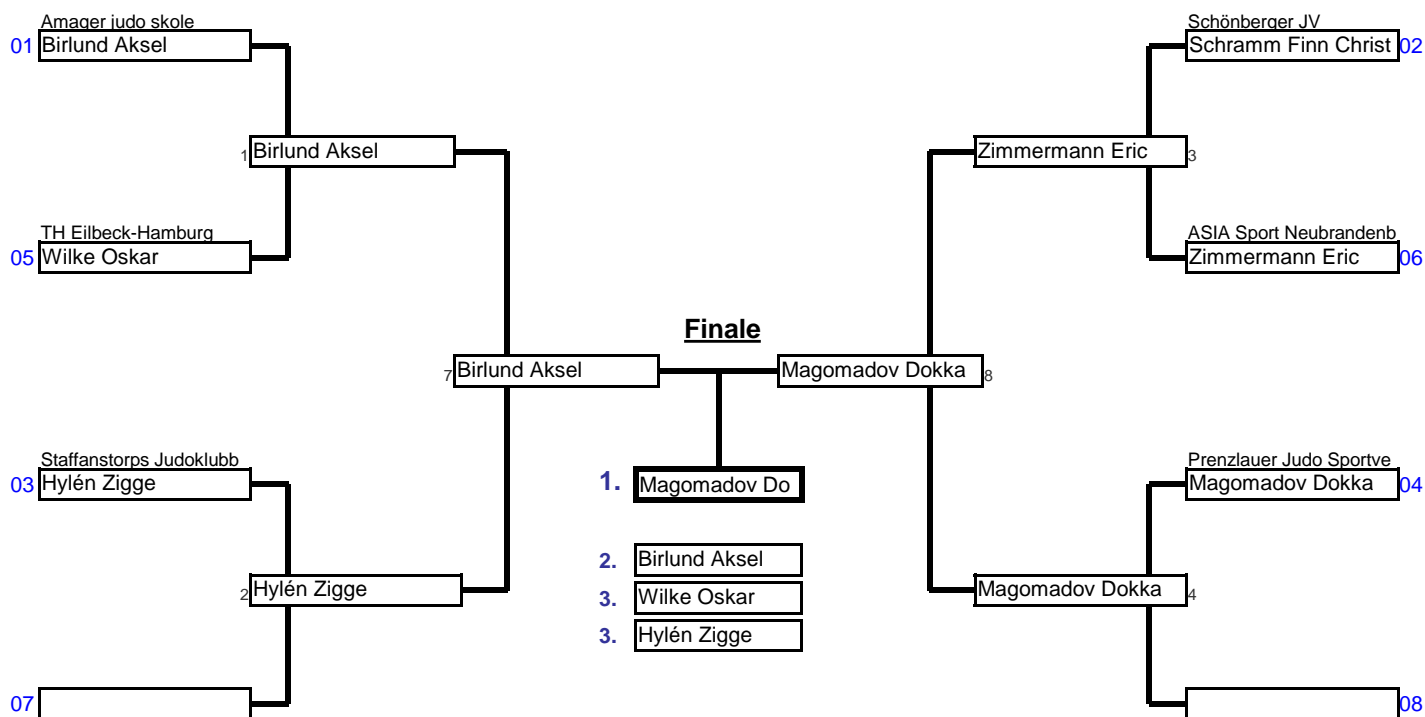 Amager judo skole
01 Birlund Aksel
Schönberger JV
Schramm Finn Christ 02
1 Birlund Aksel
Zimmermann Eric 3
TH Eilbeck-Hamburg
05 Wilke Oskar
ASIA Sport Neubrandenb
Zimmermann Eric 06
Finale
7 Birlund Aksel
Magomadov Dokka 8
Staffanstorps Judoklubb
03 Hylén Zigge
1. Magomadov Do
Prenzlauer Judo Sportve
Magomadov Dokka 04
2. Birlund Aksel
2 Hylén Zigge
3. Wilke Oskar
Magomadov Dokka 4
3. Hylén Zigge
07
08